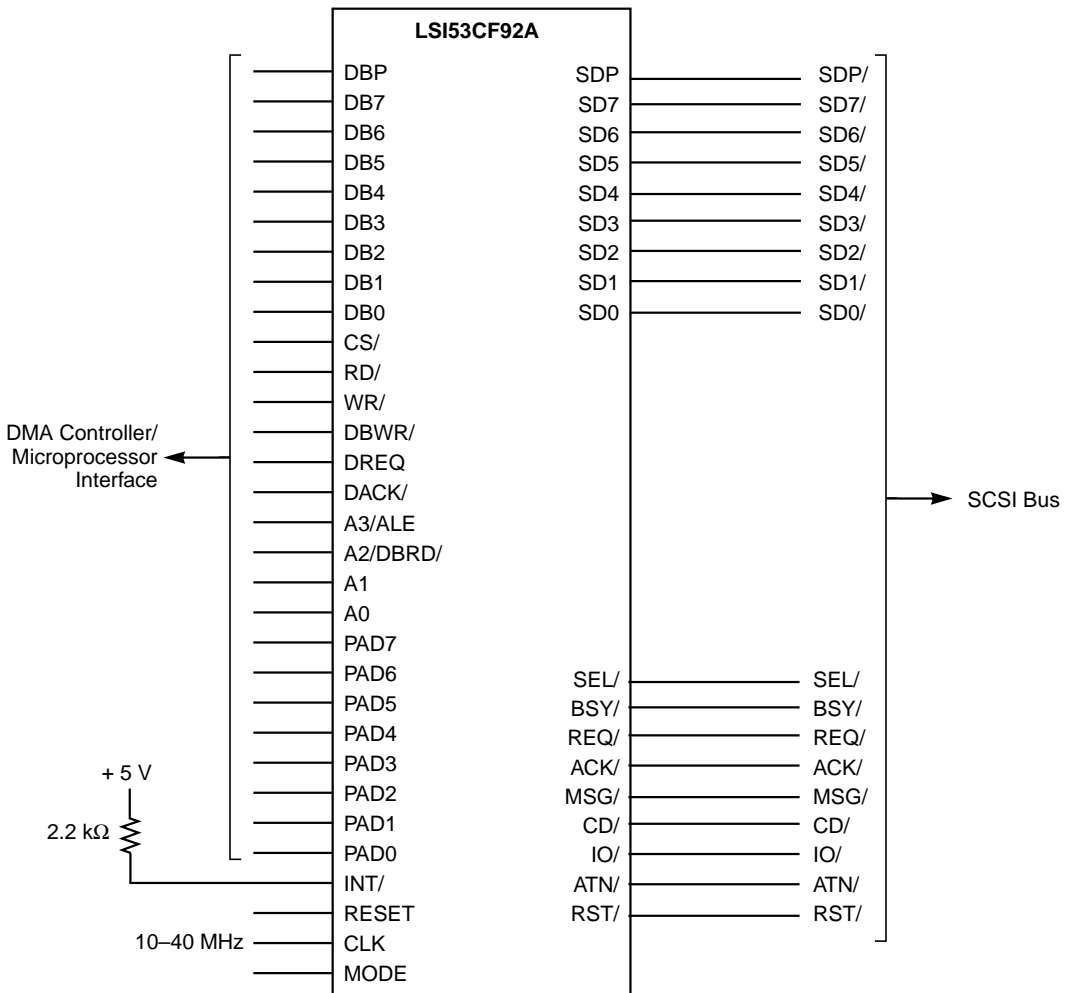 LSI53CF92A
DBP
DB7
DB6
DB5
DB4
DB3
DB2
DB1
DB0
CS/
RD/
WR/
DBWR/
DREQ
DACK/
A3/ALE
A2/DBRD/
A1
A0
PAD7
PAD6
PAD5
PAD4
PAD3
PAD2
PAD1
PAD0
INT/
RESET
CLK
MODE
DMA Controller/
Microprocessor
Interface
+ 5 V
2.2 kΩ
10–40 MHz
SDP SDP/
SD7 SD7/
SD6 SD6/
SD5 SD5/
SD4 SD4/
SD3 SD3/
SD2 SD2/
SD1 SD1/
SD0 SD0/
SEL/ SEL/
BSY/ BSY/
REQ/ REQ/
ACK/ ACK/
MSG/ MSG/
CD/ CD/
IO/ IO/
ATN/ ATN/
RST/ RST/
SCSI Bus